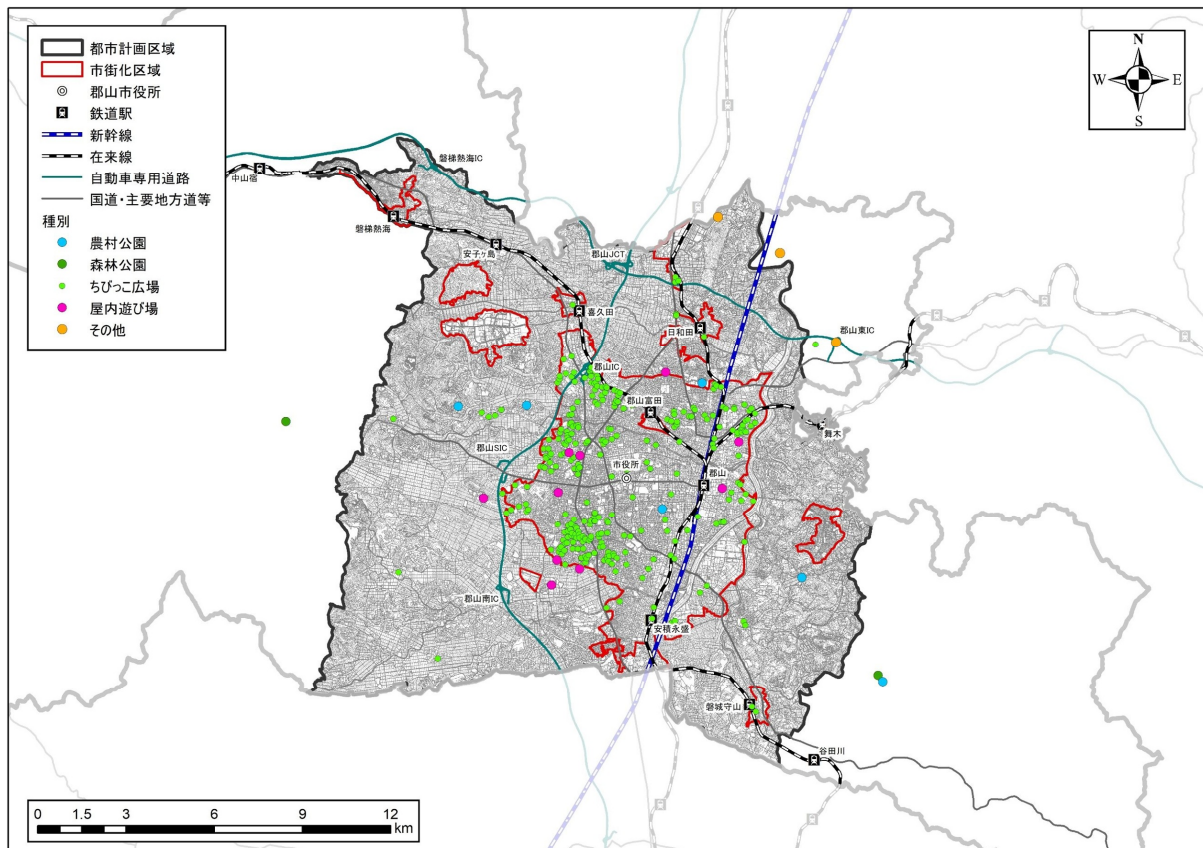 都市計画区域
市街化区域
郡山市役所
鉄道駅
新幹線
在来線
自動車専用道路
国道・主要地方道等
種別
農村公園
森林公園
ちびっこ広場
屋内遊び場
その他
N
W
E
S
磐梯熱海IC
中山宿
磐梯熱海
安子ヶ島
郡山JCT
喜久田
日和田
郡山東IC
郡山IC
郡山富田
舞木
郡山SIC
市役所
郡山
郡山南IC
安積永盛
磐城守山
谷田川
0 1.5 3 6 9 12
km